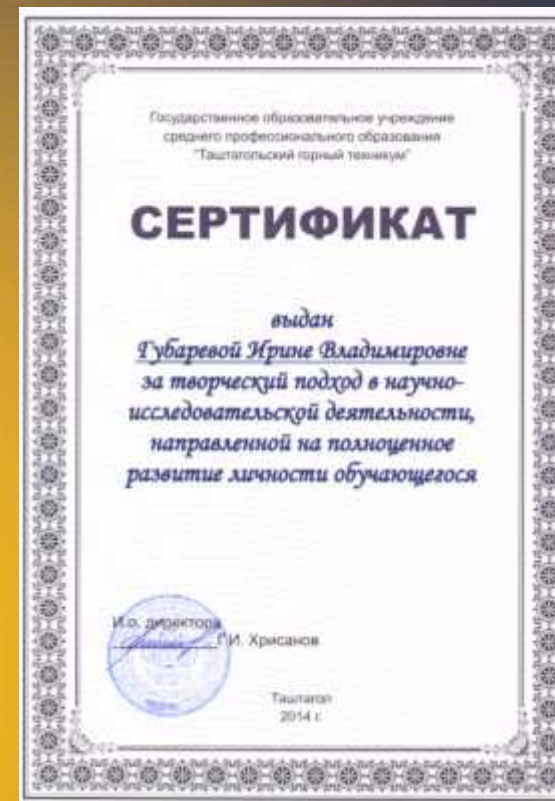 Государственное образовательное учреждение
среднего профессионального образования
"Таштагольский горный техникум"
СЕРТИФИКАТ
выдан
Губаревой Ирине Владимировне
за творческий подход в научно-
исследовательской деятельности,
направленной на полноценное
развитие личности обучающегося
И.о. директора
Г.И. Хрисанов
Таштагол
2014 г.